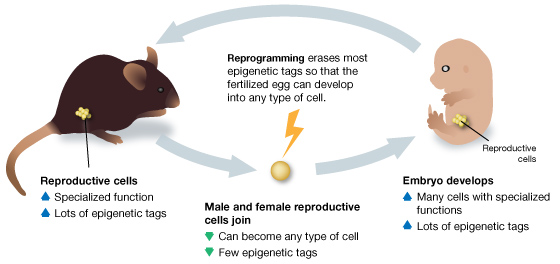 Reprogramming erases most
epigenetic tags so that the
fertilized egg can develop
into any type of cell.
Reproductive
cells
Reproductive cells
Specialized function
Lots of epigenetic tags
Male and female reproductive
cells join
Can become any type of cell
Few epigenetic tags
Embryo develops
Many cells with specialized
functions
Lots of epigenetic tags